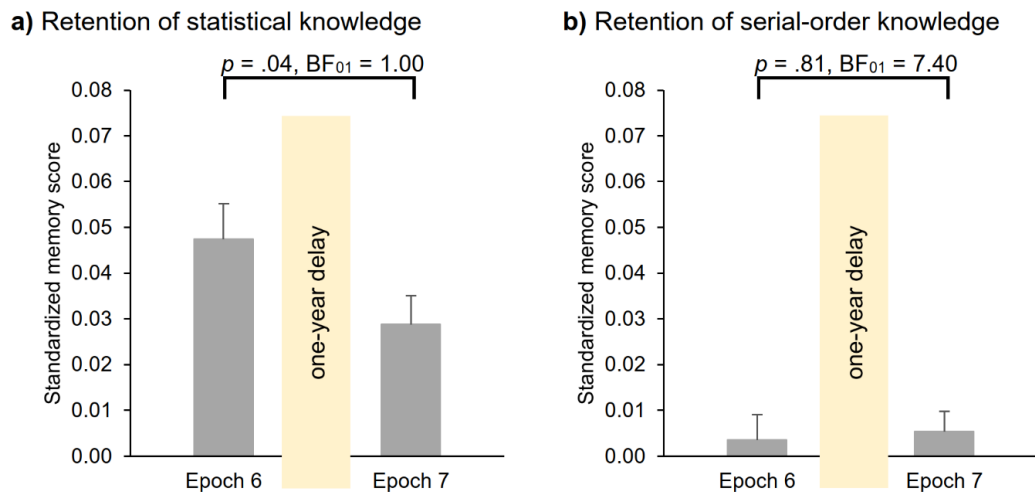 a) Retention of statistical knowledge
p = .04, BF₀₁ = 1.00
Standardized memory score
0.08
0.07
0.06
0.05
0.04
0.03
0.02
0.01
0.00
one-year delay
Epoch 6
Epoch 7
b) Retention of serial-order knowledge
p = .81, BF₀₁ = 7.40
Standardized memory score
0.08
0.07
0.06
0.05
0.04
0.03
0.02
0.01
0.00
one-year delay
Epoch 6
Epoch 7